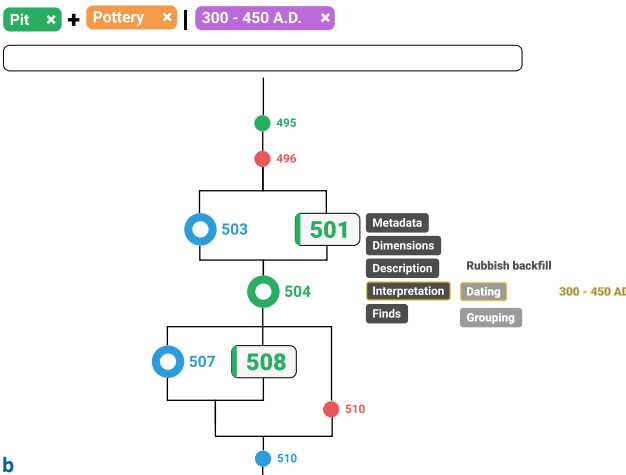 Pit × + Pottery × | 300 - 450 A.D. ×
495
496
503
501
Metadata
Dimensions
Description
Rubbish backfill
Interpretation
Dating
300 - 450 AD
Finds
Grouping
504
507
508
510
510
b